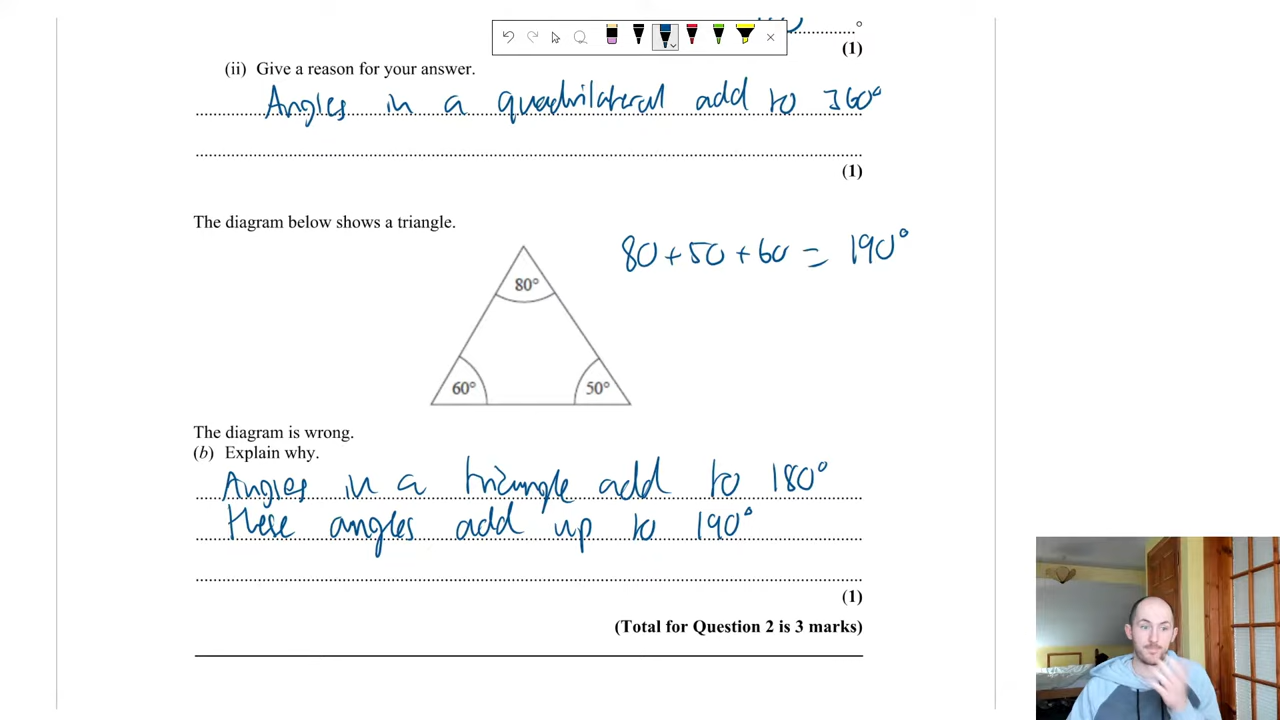 °
(1)
(ii) Give a reason for your answer.
Angles in a quadrilateral add to 360°
(1)
The diagram below shows a triangle.
80 + 50 + 60 = 190°
80°
60°
50°
The diagram is wrong.
(b) Explain why.
Angles in a triangle add to 180°
these angles add up to 190°
(1)
(Total for Question 2 is 3 marks)